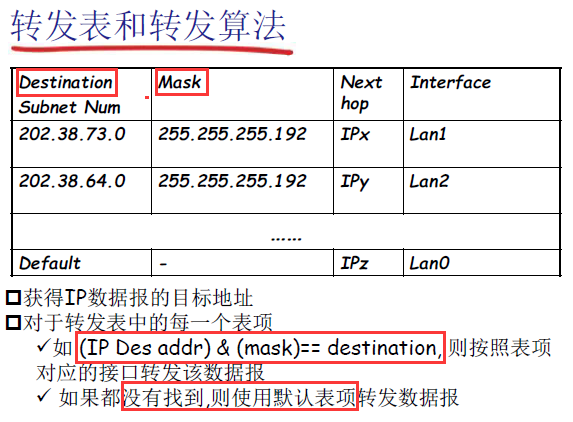 转发表和转发算法
Destination Mask Next Interface
Subnet Num hop
202.38.73.0 255.255.255.192 IPx Lan1
202.38.64.0 255.255.255.192 IPy Lan2
……
Default - IPz Lan0
获得IP数据报的目标地址
对于转发表中的每一个表项
✓如 (IP Des addr) & (mask)== destination, 则按照表项
对应的接口转发该数据报
✓ 如果都没有找到,则使用默认表项转发数据报